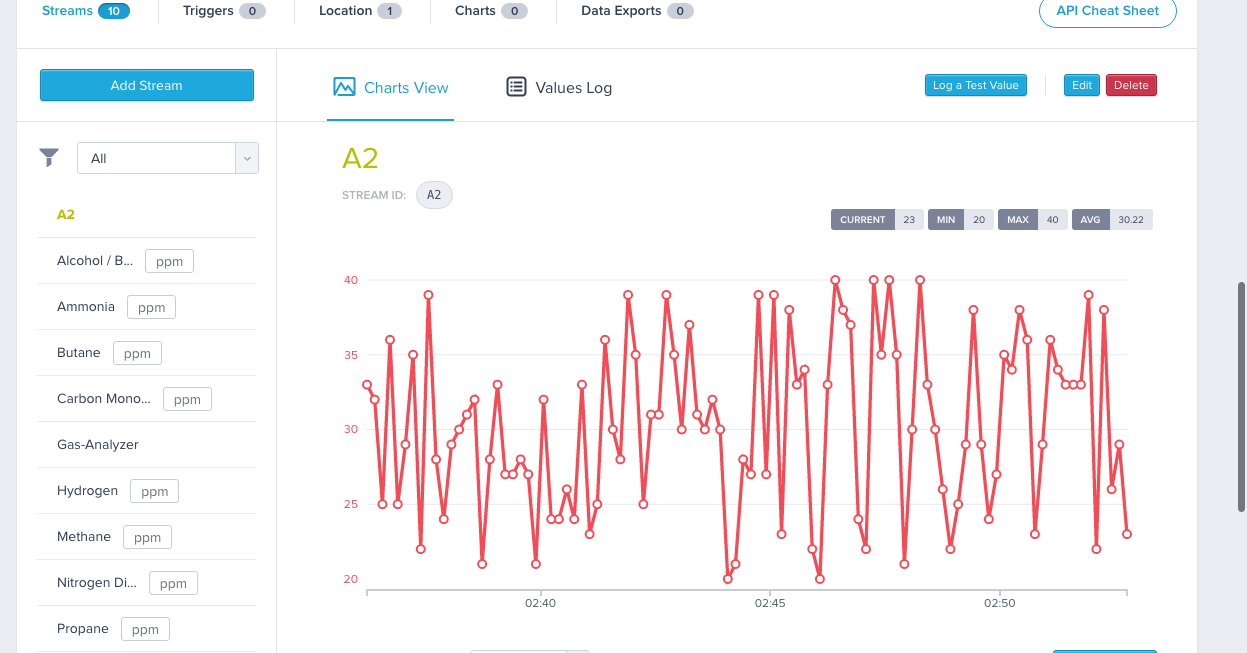 Streams 10 Triggers 0 Location 1 Charts 0 Data Exports 0 API Cheat Sheet
Add Stream
Charts View Values Log Log a Test Value Edit Delete
All
A2
Alcohol / B... ppm
Ammonia ppm
Butane ppm
Carbon Mono... ppm
Gas-Analyzer
Hydrogen ppm
Methane ppm
Nitrogen Di... ppm
Propane ppm
A2
STREAM ID: A2
CURRENT 23 MIN 20 MAX 40 AVG 30.22
40
35
30
25
20
02:40 02:45 02:50